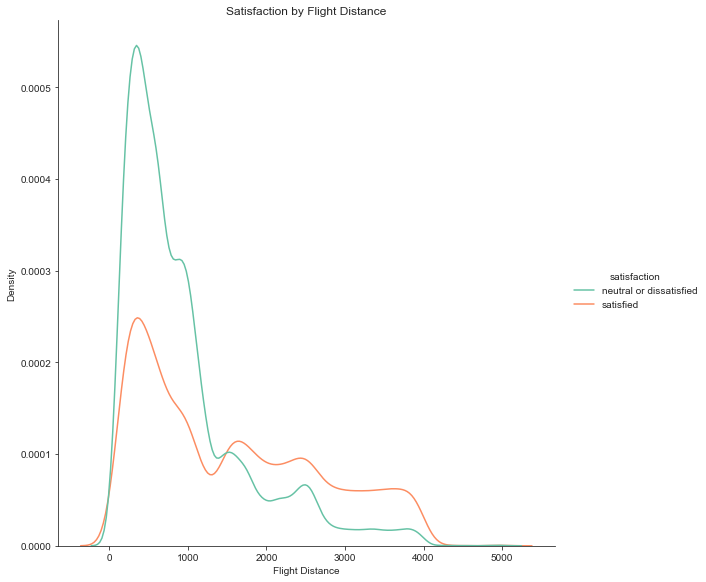 Satisfaction by Flight Distance
Density
0.0005
0.0004
0.0003
0.0002
0.0001
0.0000
0
1000
2000
3000
4000
5000
Flight Distance
satisfaction
neutral or dissatisfied
satisfied